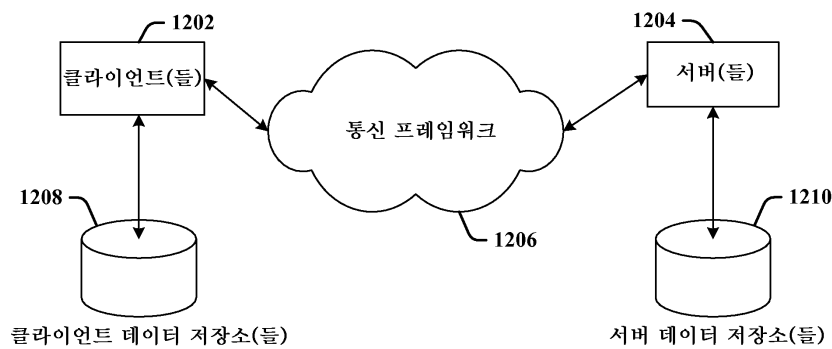 1202
클라이언트(들)
1204
서버(들)
통신 프레임워크
1206
1208
클라이언트 데이터 저장소(들)
1210
서버 데이터 저장소(들)